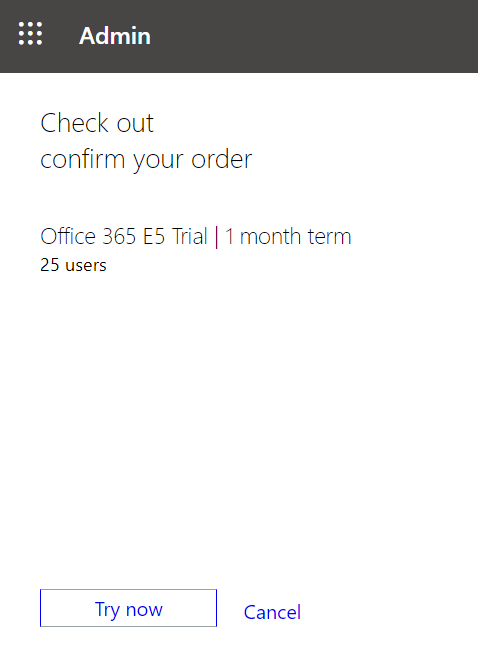 Admin
Check out
confirm your order
Office 365 E5 Trial | 1 month term
25 users
Try now
Cancel